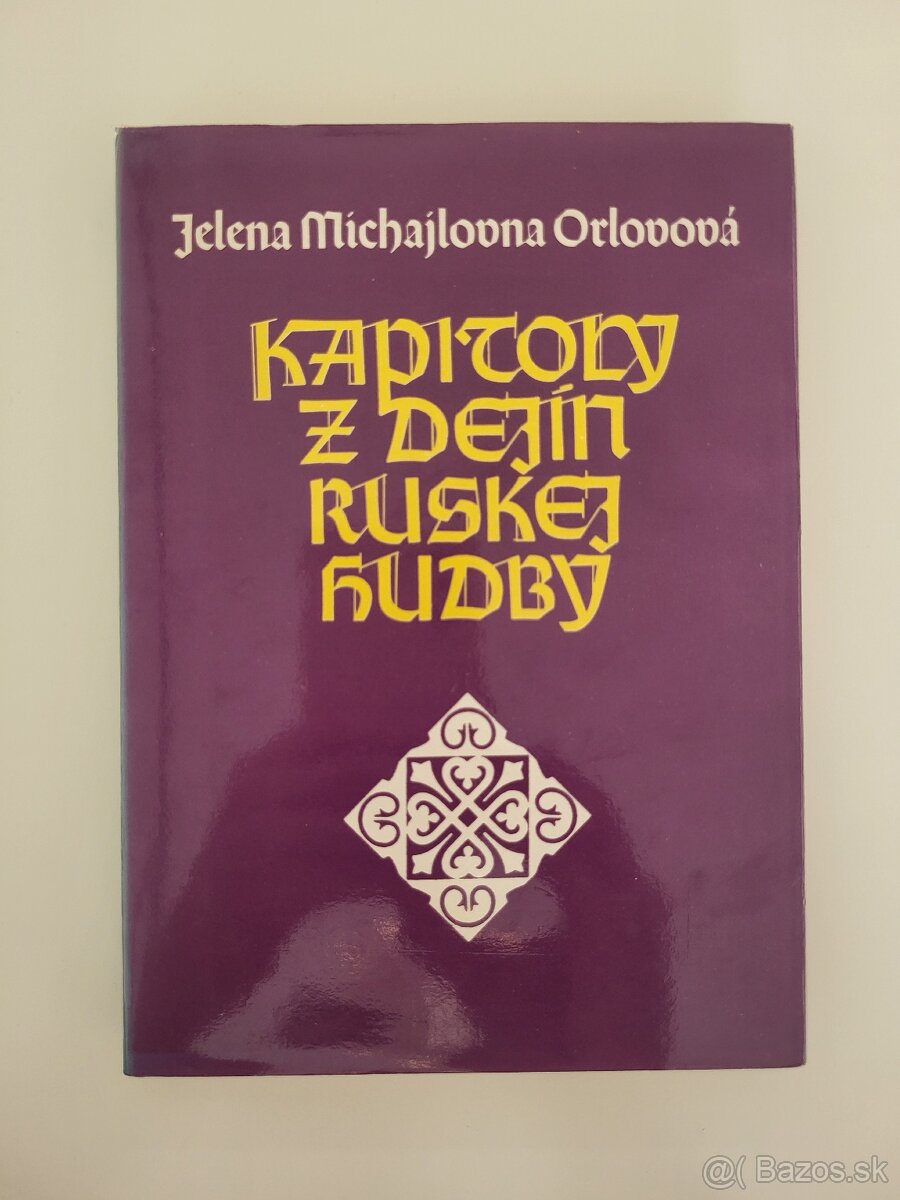 Jelena Michajlovna Orlovová
KAPITOLY
Z DEJÍN
RUSKEJ
HUDBY
@( Bazos.sk